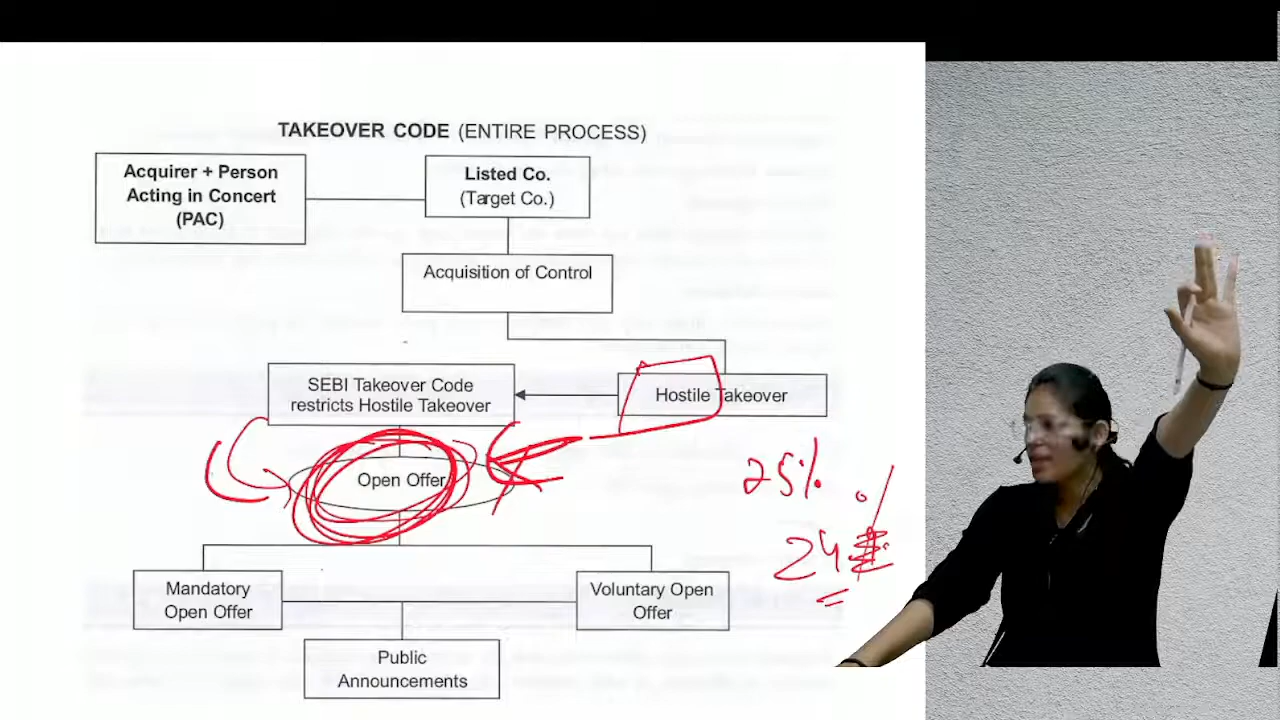 TAKEOVER CODE (ENTIRE PROCESS)
Acquirer + Person
Acting in Concert
(PAC)
Listed Co.
(Target Co.)
Acquisition of Control
SEBI Takeover Code
restricts Hostile Takeover
Hostile Takeover
Open Offer
25%
24
Mandatory
Open Offer
Voluntary Open
Offer
Public
Announcements